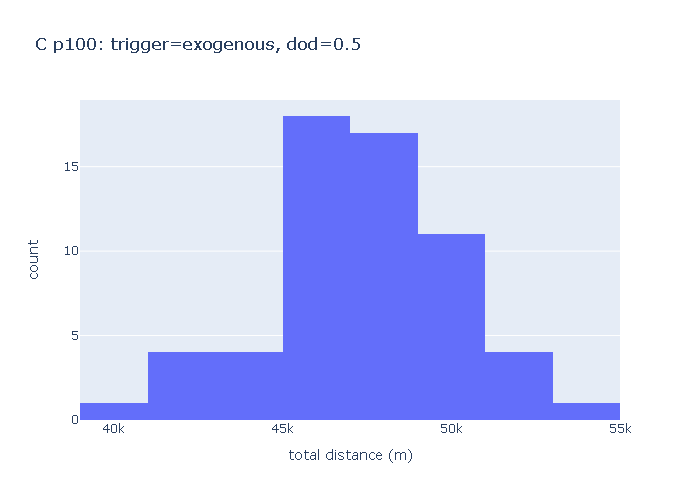 C p100: trigger=exogenous, dod=0.5
count
15
10
5
0
40k
45k
50k
55k
total distance (m)